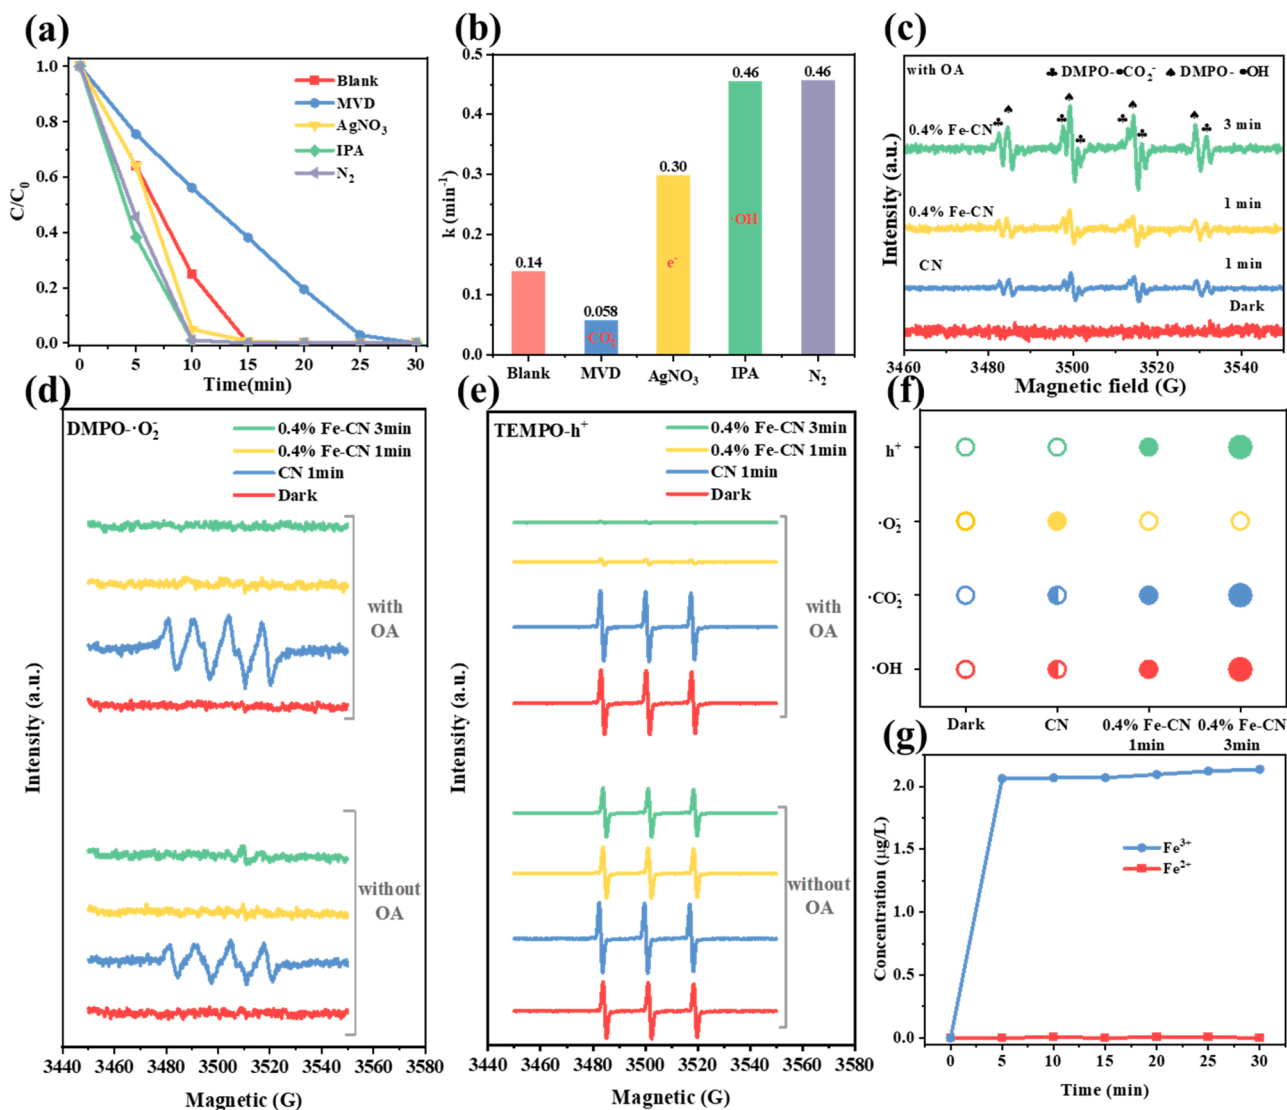 (a)
1.0
0.8
0.6
0.4
0.2
0.0
C/C₀
0 5 10 15 20 25 30
Time(min)
Blank
MVD
AgNO₃
IPA
N₂
(b)
0.5
0.4
0.3
0.2
0.1
0.0
k (min⁻¹)
0.14
0.058
0.30
0.46
0.46
·CO₂⁻
e⁻
·OH
Blank MVD AgNO₃ IPA N₂
(c)
with OA ♣ DMPO-•CO₂⁻ ♠ DMPO- •OH
0.4% Fe-CN 3 min
0.4% Fe-CN 1 min
CN 1 min
Dark
Intensity (a.u.)
3460 3480 3500 3520 3540
Magnetic field (G)
(d)
DMPO-·O₂⁻
0.4% Fe-CN 3min
0.4% Fe-CN 1min
CN 1min
Dark
with
OA
without
OA
Intensity (a.u.)
3440 3460 3480 3500 3520 3540 3560 3580
Magnetic (G)
(e)
TEMPO-h⁺
0.4% Fe-CN 3min
0.4% Fe-CN 1min
CN 1min
Dark
with
OA
without
OA
Intensity (a.u.)
3440 3460 3480 3500 3520 3540 3560 3580
Magnetic (G)
(f)
h⁺
·O₂⁻
·CO₂⁻
·OH
Dark CN 0.4% Fe-CN 0.4% Fe-CN
1min 3min
(g)
2.0
1.5
1.0
0.5
0.0
Concentration (μg/L)
Fe³⁺
Fe²⁺
0 5 10 15 20 25 30
Time (min)